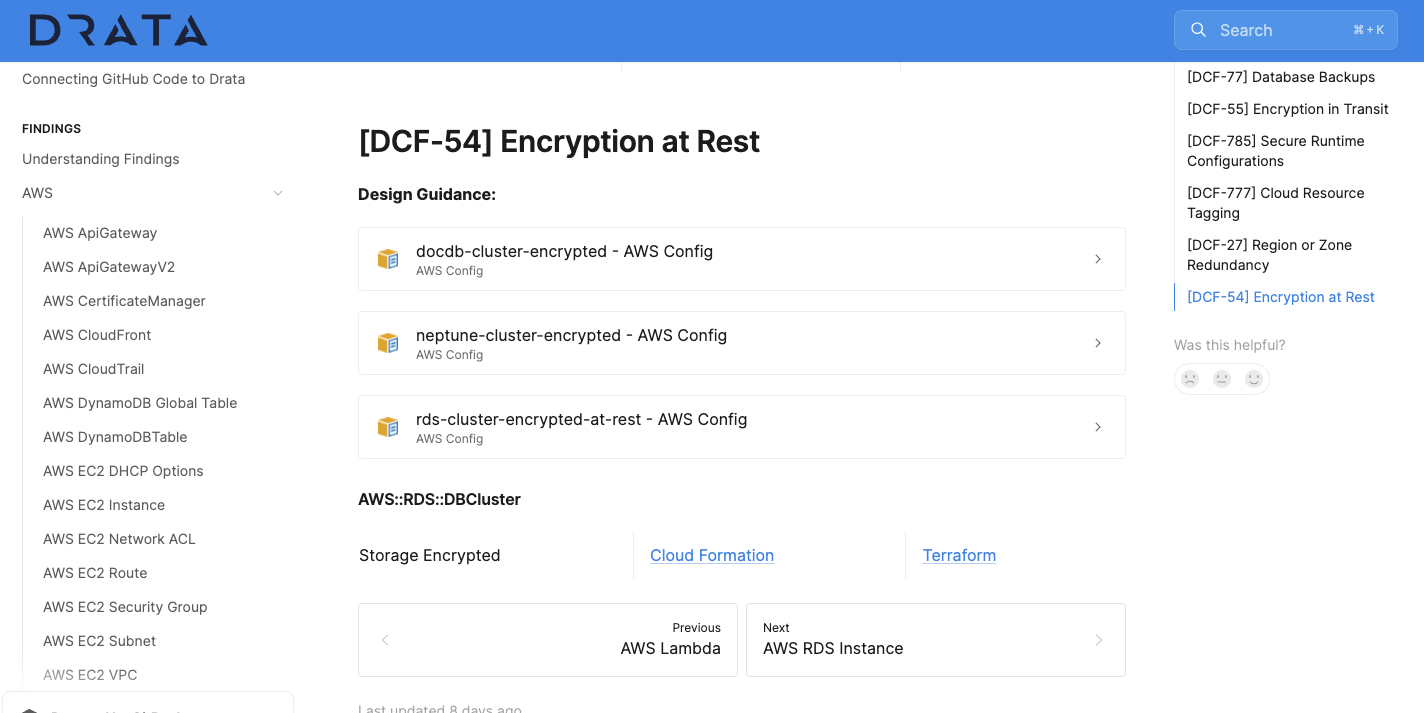 DRATA
Search
⌘ + K
Connecting GitHub Code to Drata
FINDINGS
Understanding Findings
AWS
AWS ApiGateway
AWS ApiGatewayV2
AWS CertificateManager
AWS CloudFront
AWS CloudTrail
AWS DynamoDB Global Table
AWS DynamoDBTable
AWS EC2 DHCP Options
AWS EC2 Instance
AWS EC2 Network ACL
AWS EC2 Route
AWS EC2 Security Group
AWS EC2 Subnet
AWS EC2 VPC
[DCF-54] Encryption at Rest
Design Guidance:
docdb-cluster-encrypted - AWS Config
AWS Config
neptune-cluster-encrypted - AWS Config
AWS Config
rds-cluster-encrypted-at-rest - AWS Config
AWS Config
AWS::RDS::DBCluster
Storage Encrypted
Cloud Formation
Terraform
Previous
AWS Lambda
Next
AWS RDS Instance
Last updated 8 days ago
[DCF-77] Database Backups
[DCF-55] Encryption in Transit
[DCF-785] Secure Runtime
Configurations
[DCF-777] Cloud Resource
Tagging
[DCF-27] Region or Zone
Redundancy
[DCF-54] Encryption at Rest
Was this helpful?